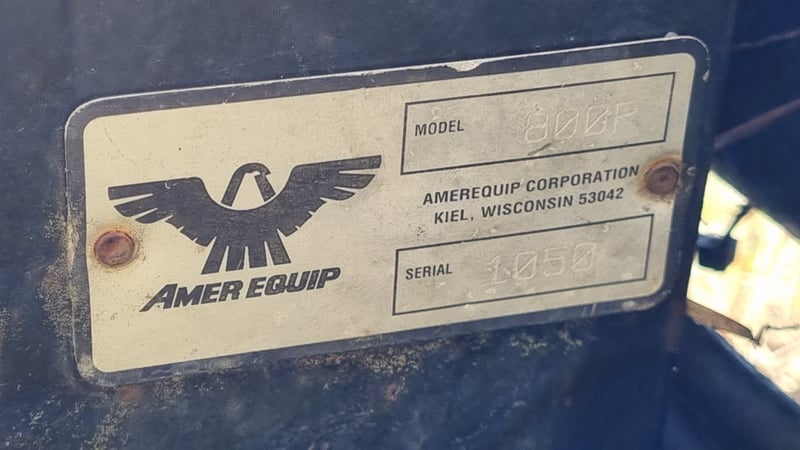 MODEL 800R
AMEREQUIP CORPORATION
KIEL, WISCONSIN 53042
AMER EQUIP
SERIAL 1050